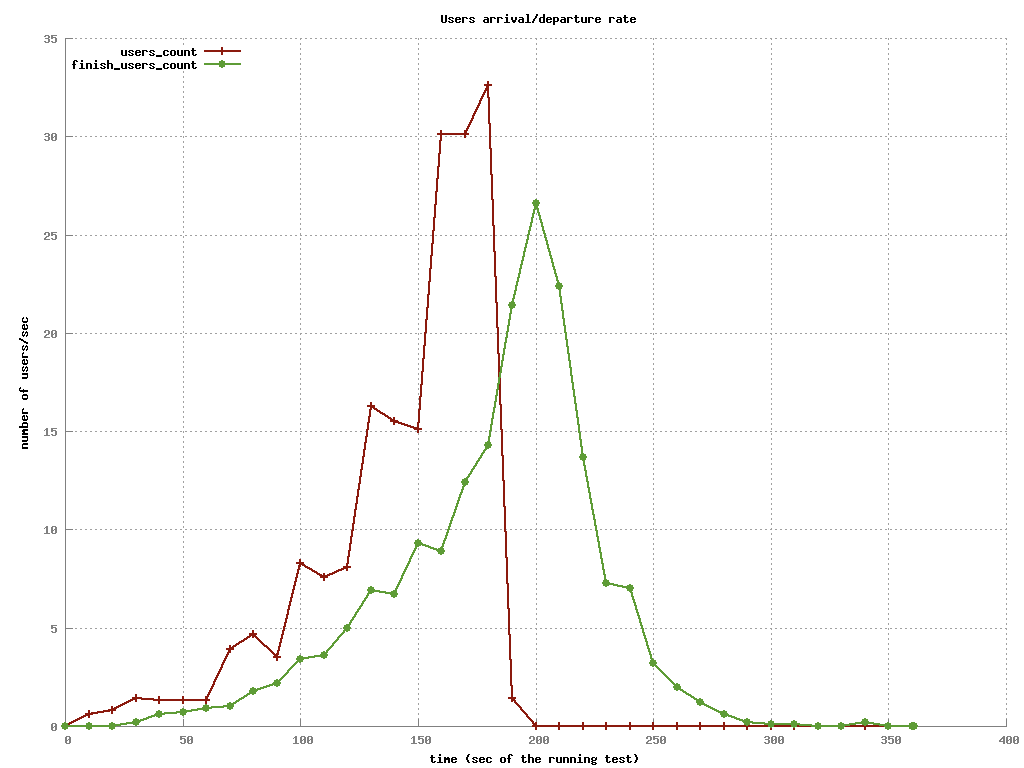 Users arrival/departure rate
users_count
finish_users_count
35
30
25
20
15
10
5
0
number of users/sec
0 50 100 150 200 250 300 350 400
time (sec of the running test)